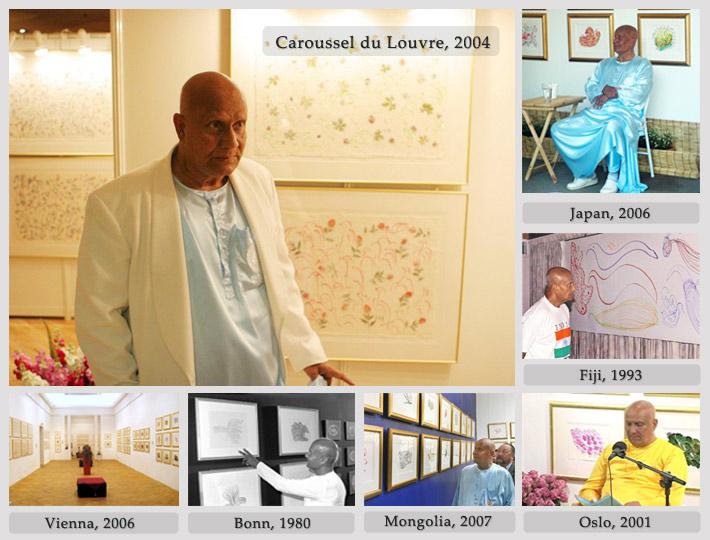 Caroussel du Louvre, 2004
Japan, 2006
Fiji, 1993
Vienna, 2006
Bonn, 1980
Mongolia, 2007
Oslo, 2001